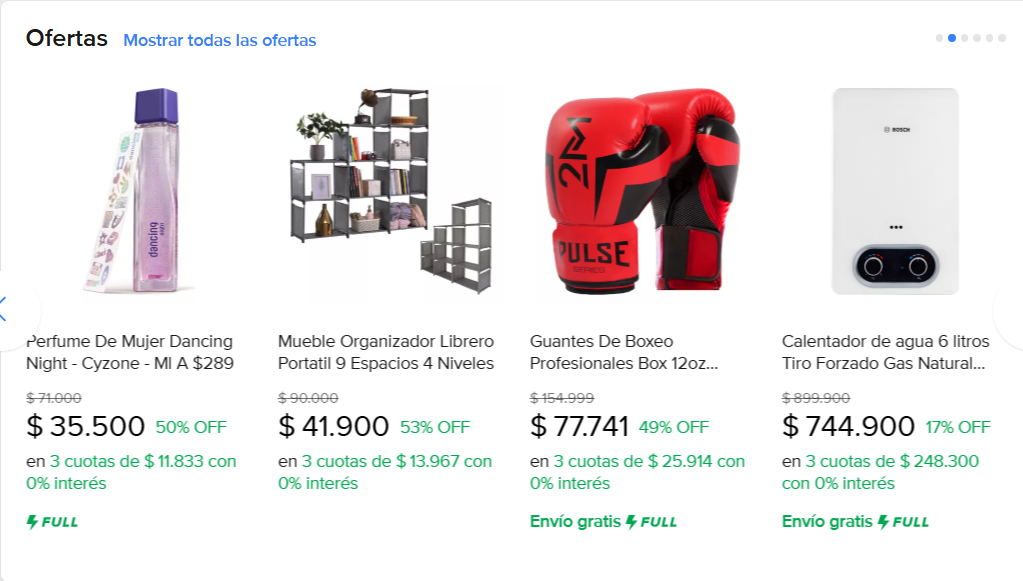 Ofertas Mostrar todas las ofertas
dancing
night
2M
PULSE
BOSCH
Perfume De Mujer Dancing
Night - Cyzone - Ml A $289
$ 71.000
$ 35.500 50% OFF
en 3 cuotas de $ 11.833 con
0% interés
FULL
Mueble Organizador Librero
Portatil 9 Espacios 4 Niveles
$ 90.000
$ 41.900 53% OFF
en 3 cuotas de $ 13.967 con
0% interés
Guantes De Boxeo
Profesionales Box 12oz...
$ 154.999
$ 77.741 49% OFF
en 3 cuotas de $ 25.914 con
0% interés
Envío gratis FULL
Calentador de agua 6 litros
Tiro Forzado Gas Natural...
$ 899.900
$ 744.900 17% OFF
en 3 cuotas de $ 248.300
con 0% interés
Envío gratis FULL